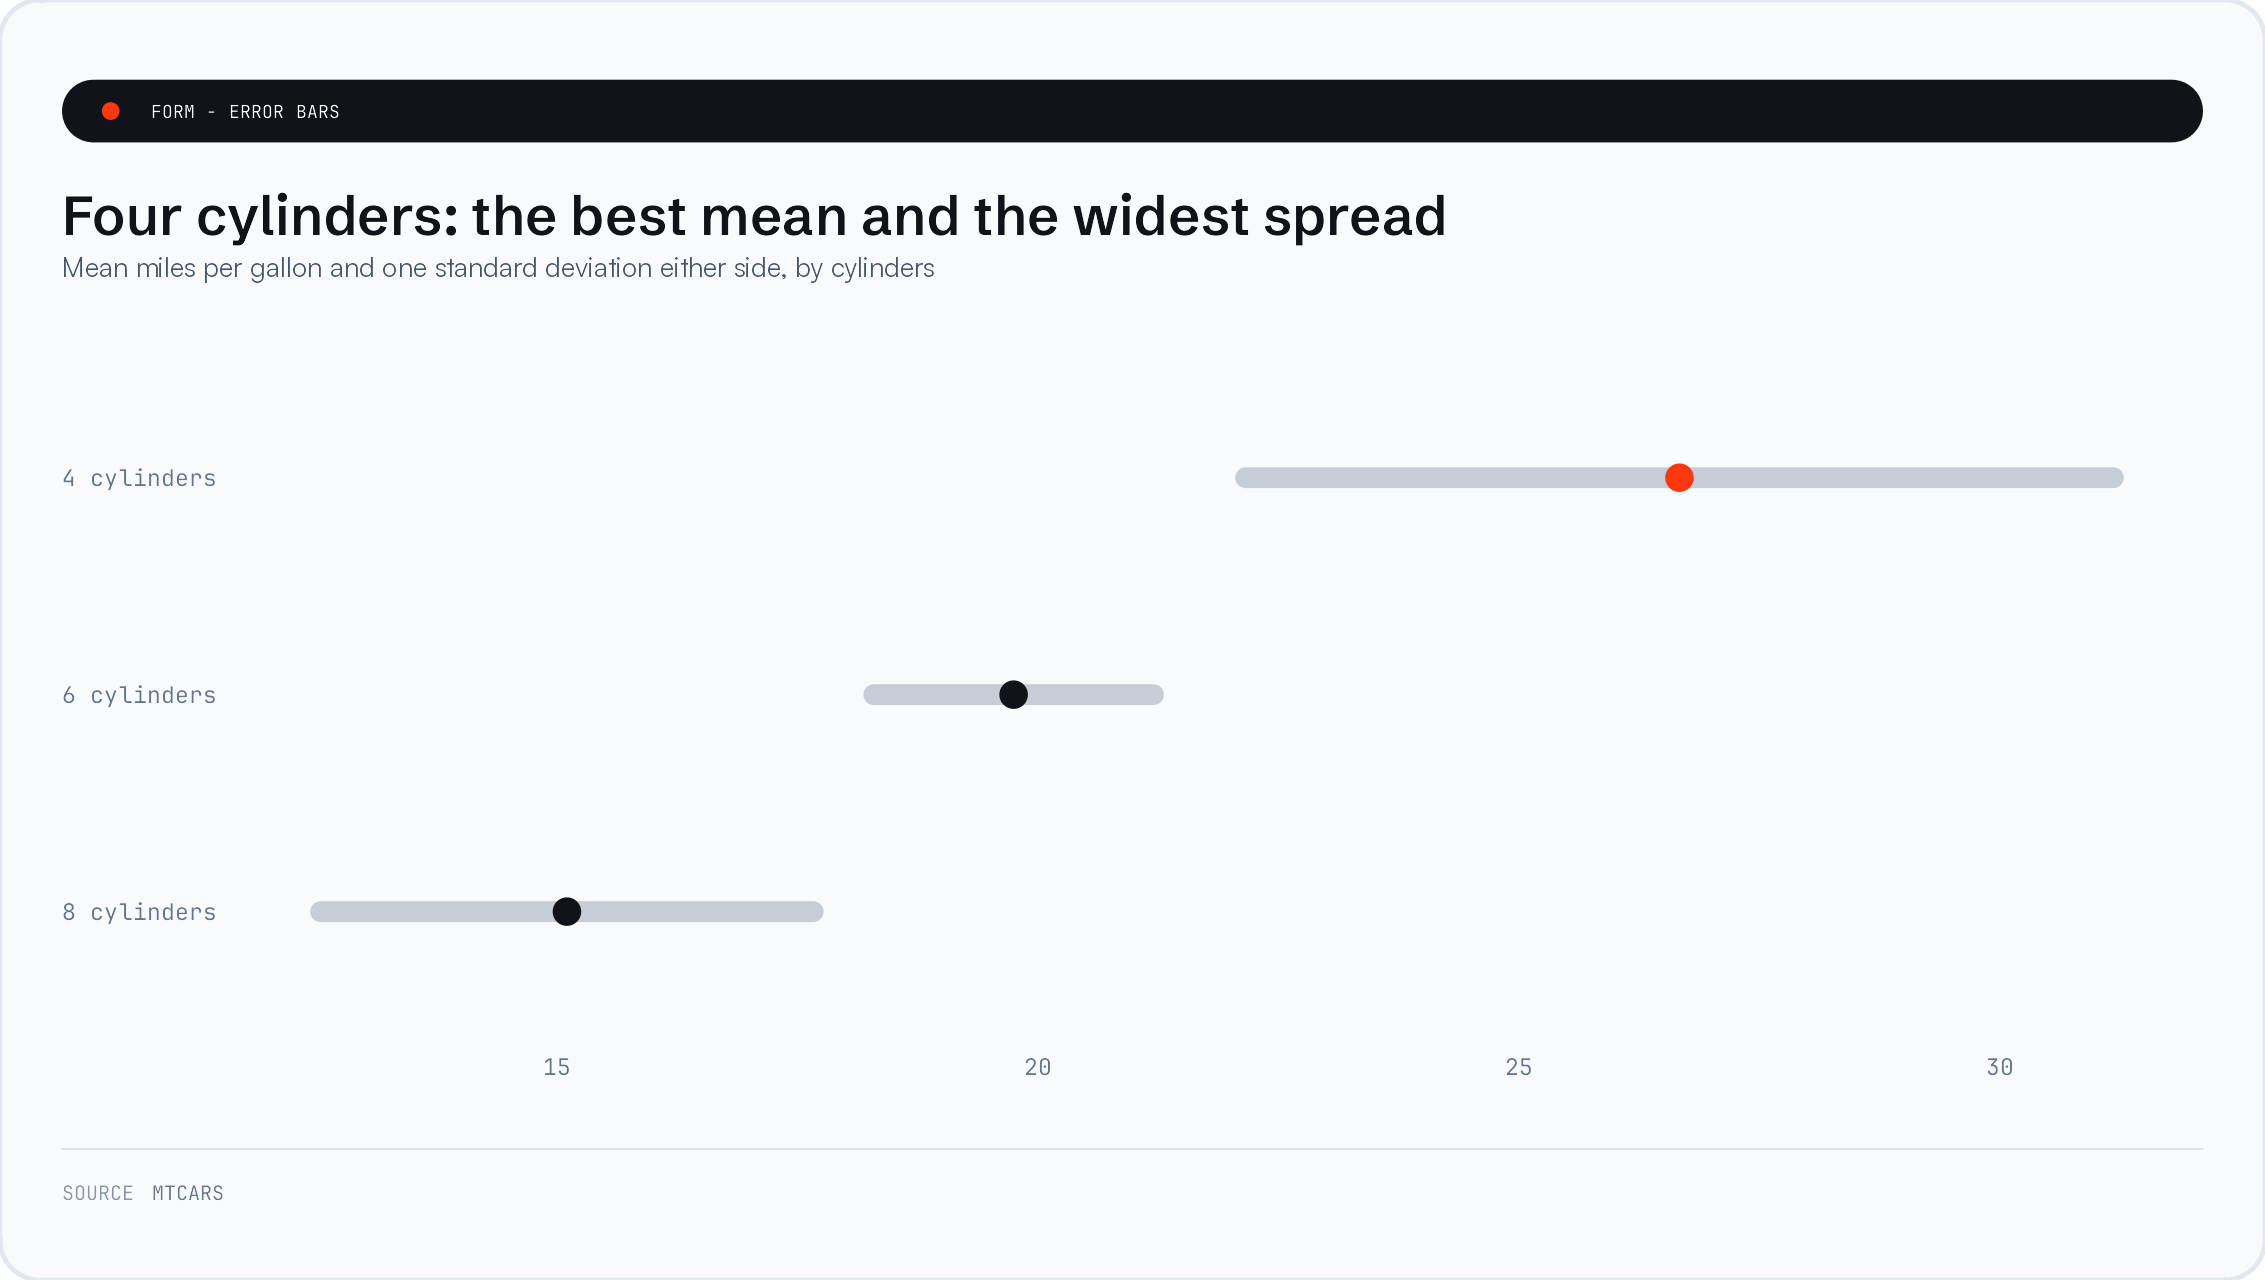 FORM - ERROR BARS
Four cylinders: the best mean and the widest spread
Mean miles per gallon and one standard deviation either side, by cylinders
4 cylinders
6 cylinders
8 cylinders
15 20 25 30
SOURCE MTCARS